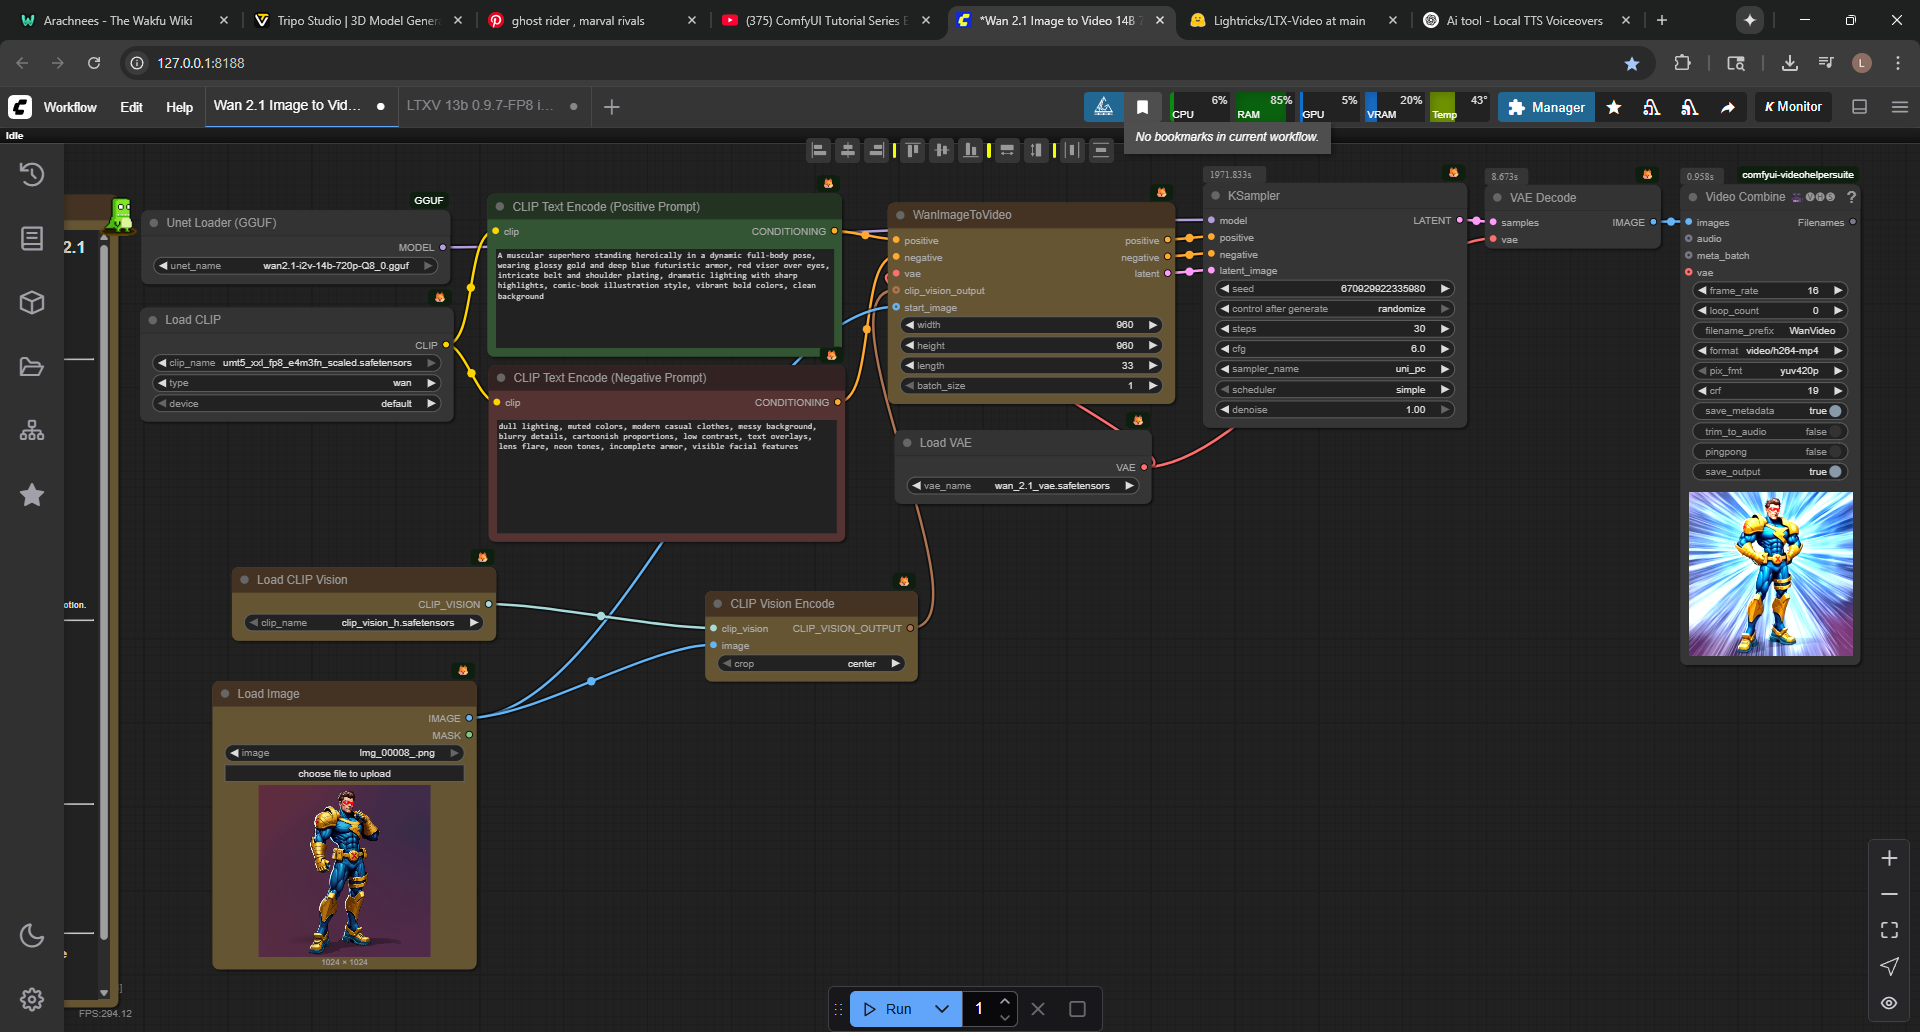 Arachnees - The Wakfu Wiki
Tripo Studio | 3D Model Gener
ghost rider , marval rivals
(375) ComfyUI Tutorial Series E
*Wan 2.1 Image to Video 14B 7
Lightricks/LTX-Video at main
Ai tool - Local TTS Voiceovers
127.0.0.1:8188
L
Workflow
Edit
Help
Wan 2.1 Image to Vid...
LTXV 13b 0.9.7-FP8 i...
CPU 6%
RAM 85%
GPU 5%
VRAM 20%
Temp 43°
Manager
K Monitor
Idle
No bookmarks in current workflow.
2.1
otion.
e
GGUF
Unet Loader (GGUF)
MODEL
unet_name wan2.1-i2v-14b-720p-Q8_0.gguf
Load CLIP
CLIP
clip_name umt5_xxl_fp8_e4m3fn_scaled.safetensors
type wan
device default
CLIP Text Encode (Positive Prompt)
clip CONDITIONING
A muscular superhero standing heroically in a dynamic full-body pose,
wearing glossy gold and deep blue futuristic armor, red visor over eyes,
intricate belt and shoulder plating, dramatic lighting with sharp
highlights, comic-book illustration style, vibrant bold colors, clean
background
CLIP Text Encode (Negative Prompt)
clip CONDITIONING
dull lighting, muted colors, modern casual clothes, messy background,
blurry details, cartoonish proportions, low contrast, text overlays,
lens flare, neon tones, incomplete armor, visible facial features
WanImageToVideo
positive positive
negative negative
vae latent
clip_vision_output
start_image
width 960
height 960
length 33
batch_size 1
Load VAE
VAE
vae_name wan_2.1_vae.safetensors
1971.833s
KSampler
model LATENT
positive
negative
latent_image
seed 670929922335980
control after generate randomize
steps 30
cfg 6.0
sampler_name uni_pc
scheduler simple
denoise 1.00
8.673s
VAE Decode
samples IMAGE
vae
0.958s
comfyui-videohelpersuite
Video Combine VHS ?
images Filenames
audio
meta_batch
vae
frame_rate 16
loop_count 0
filename_prefix WanVideo
format video/h264-mp4
pix_fmt yuv420p
crf 19
save_metadata true
trim_to_audio false
pingpong false
save_output true
Load CLIP Vision
CLIP_VISION
clip_name clip_vision_h.safetensors
CLIP Vision Encode
clip_vision CLIP_VISION_OUTPUT
image
crop center
Load Image
IMAGE
MASK
image Img_00008_.png
choose file to upload
1024 × 1024
FPS:294.12
Run
1